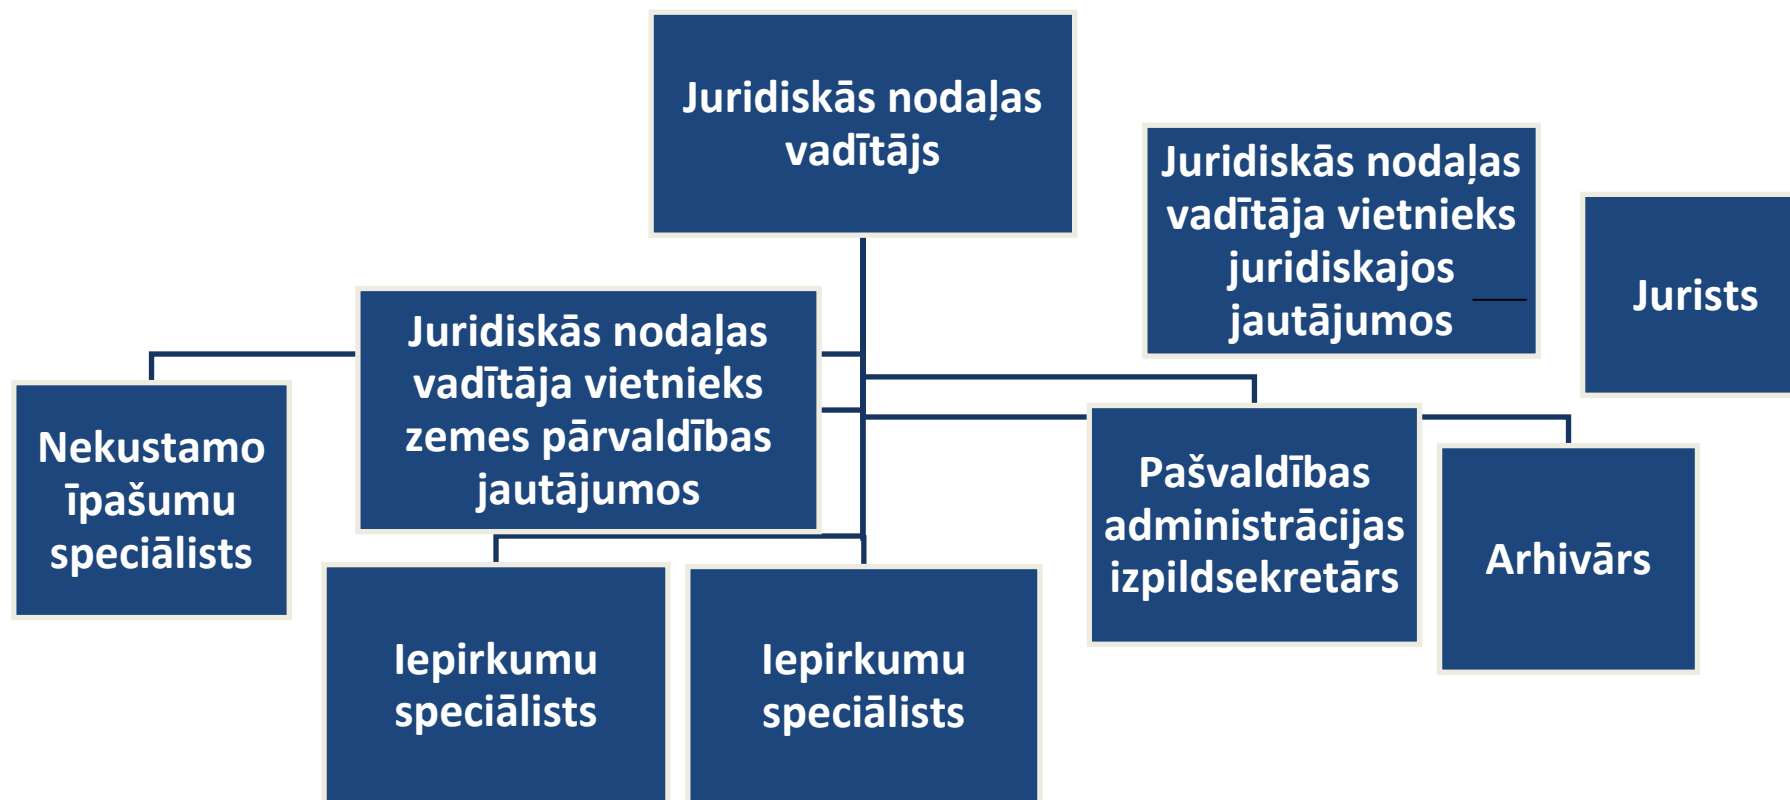 Juridiskās nodaļas
vadītājs
Juridiskās nodaļas
vadītāja vietnieks
juridiskajos
jautājumos
Jurists
Juridiskās nodaļas
vadītāja vietnieks
zemes pārvaldības
jautājumos
Nekustamo
īpašumu
speciālists
Pašvaldības
administrācijas
izpildsekretārs
Arhivārs
Iepirkumu
speciālists
Iepirkumu
speciālists